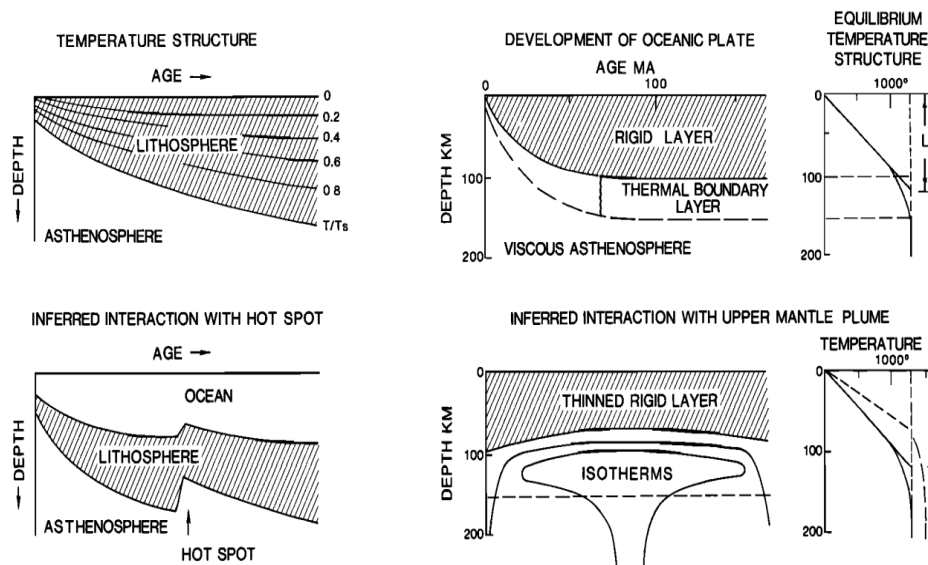 TEMPERATURE STRUCTURE
AGE
DEPTH
LITHOSPHERE
ASTHENOSPHERE
0
0.2
0.4
0.6
0 8
T/Ts
DEVELOPMENT OF OCEANIC PLATE
AGE MA
0
100
DEPTH KM
100
200
RIGID LAYER
THERMAL BOUNDARY
LAYER
VISCOUS ASTHENOSPHERE
EQUILIBRIUM
TEMPERATURE
STRUCTURE
1000°
0
100
200
L
INFERRED INTERACTION WITH HOT SPOT
AGE
DEPTH
OCEAN
LITHOSPHERE
ASTHENOSPHERE
HOT SPOT
INFERRED INTERACTION WITH UPPER MANTLE PLUME
0
DEPTH KM
100
200
THINNED RIGID LAYER
ISOTHERMS
TEMPERATURE
1000°
0
100
200